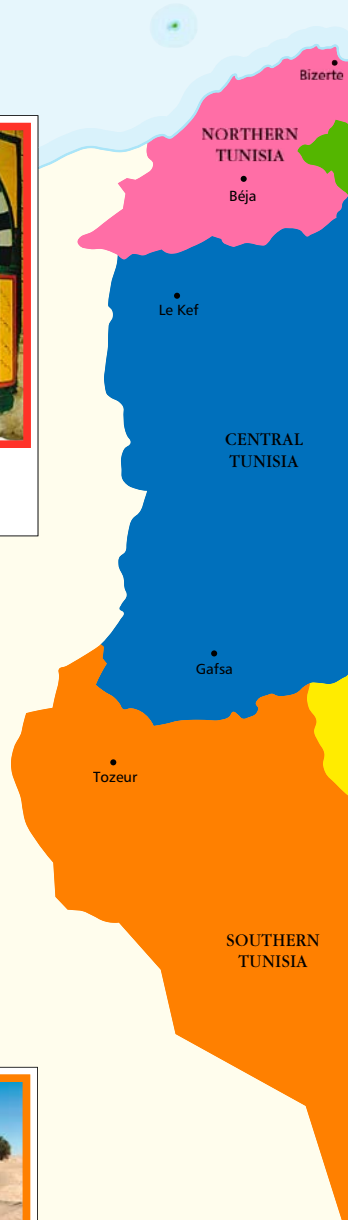 Bizerte
NORTHERN
TUNISIA
Béja
Le Kef
CENTRAL
TUNISIA
Gafsa
Tozeur
SOUTHERN
TUNISIA